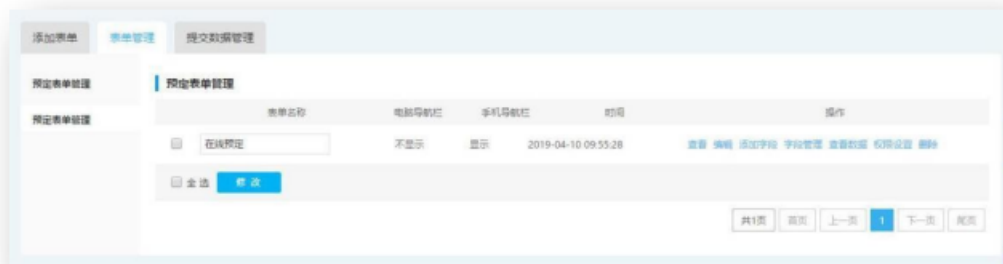 添加表单 表单管理 提交数据管理
预定表单管理
预定表单管理
预定表单管理
表单名称 电脑导航栏 手机导航栏 时间 操作
在线预定 不显示 显示 2019-04-10 09:55:28 查看 编辑 添加字段 字段管理 查看数据 权限设置 删除
全选 修改
共1页 首页 上一页 1 下一页 尾页